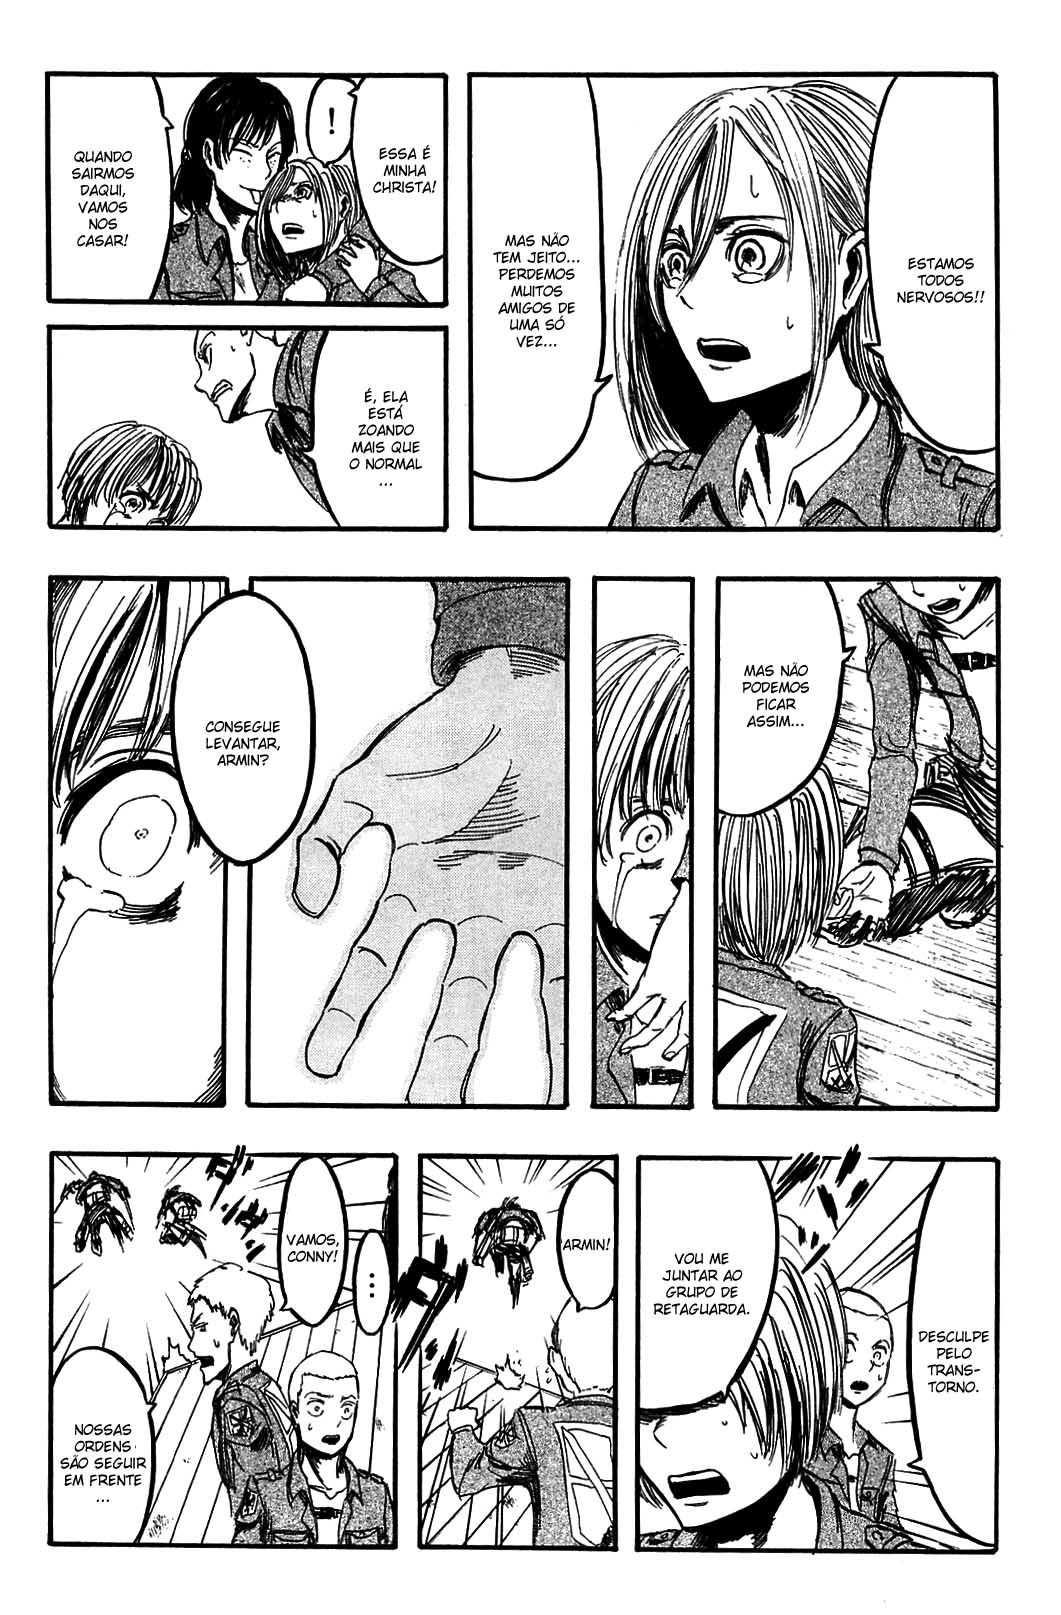 ESTAMOS
TODOS
NERVOSOS!!
MAS NÃO
TEM JEITO...
PERDEMOS
MUITOS
AMIGOS DE
UMA SÓ
VEZ...
ESSA É
MINHA
CHRISTA!
!
QUANDO
SAIRMOS
DAQUI,
VAMOS
NOS
CASAR!
É, ELA
ESTÁ
ZOANDO
MAIS QUE
O NORMAL
...
MAS NÃO
PODEMOS
FICAR
ASSIM...
CONSEGUE
LEVANTAR,
ARMIN?
DESCULPE
PELO
TRANS-
TORNO.
VOU ME
JUNTAR AO
GRUPO DE
RETAGUARDA.
ARMIN!
...
VAMOS,
CONNY!
NOSSAS
ORDENS
SÃO SEGUIR
EM FRENTE
...